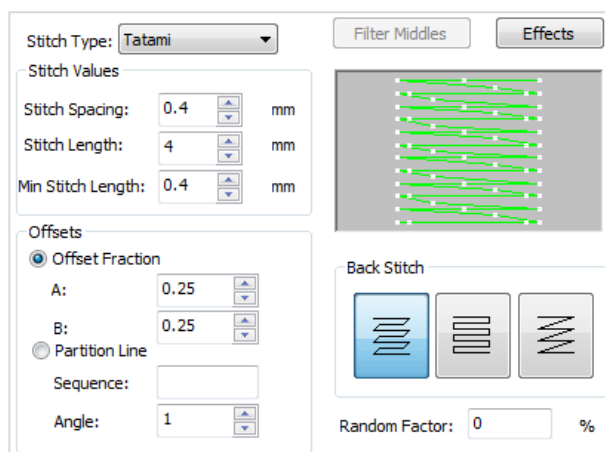 Stitch Type: Tatami
Filter Middles
Effects
Stitch Values
Stitch Spacing: 0.4 mm
Stitch Length: 4 mm
Min Stitch Length: 0.4 mm
Offsets
Offset Fraction
A: 0.25
B: 0.25
Partition Line
Sequence:
Angle: 1
Back Stitch
Random Factor: 0 %